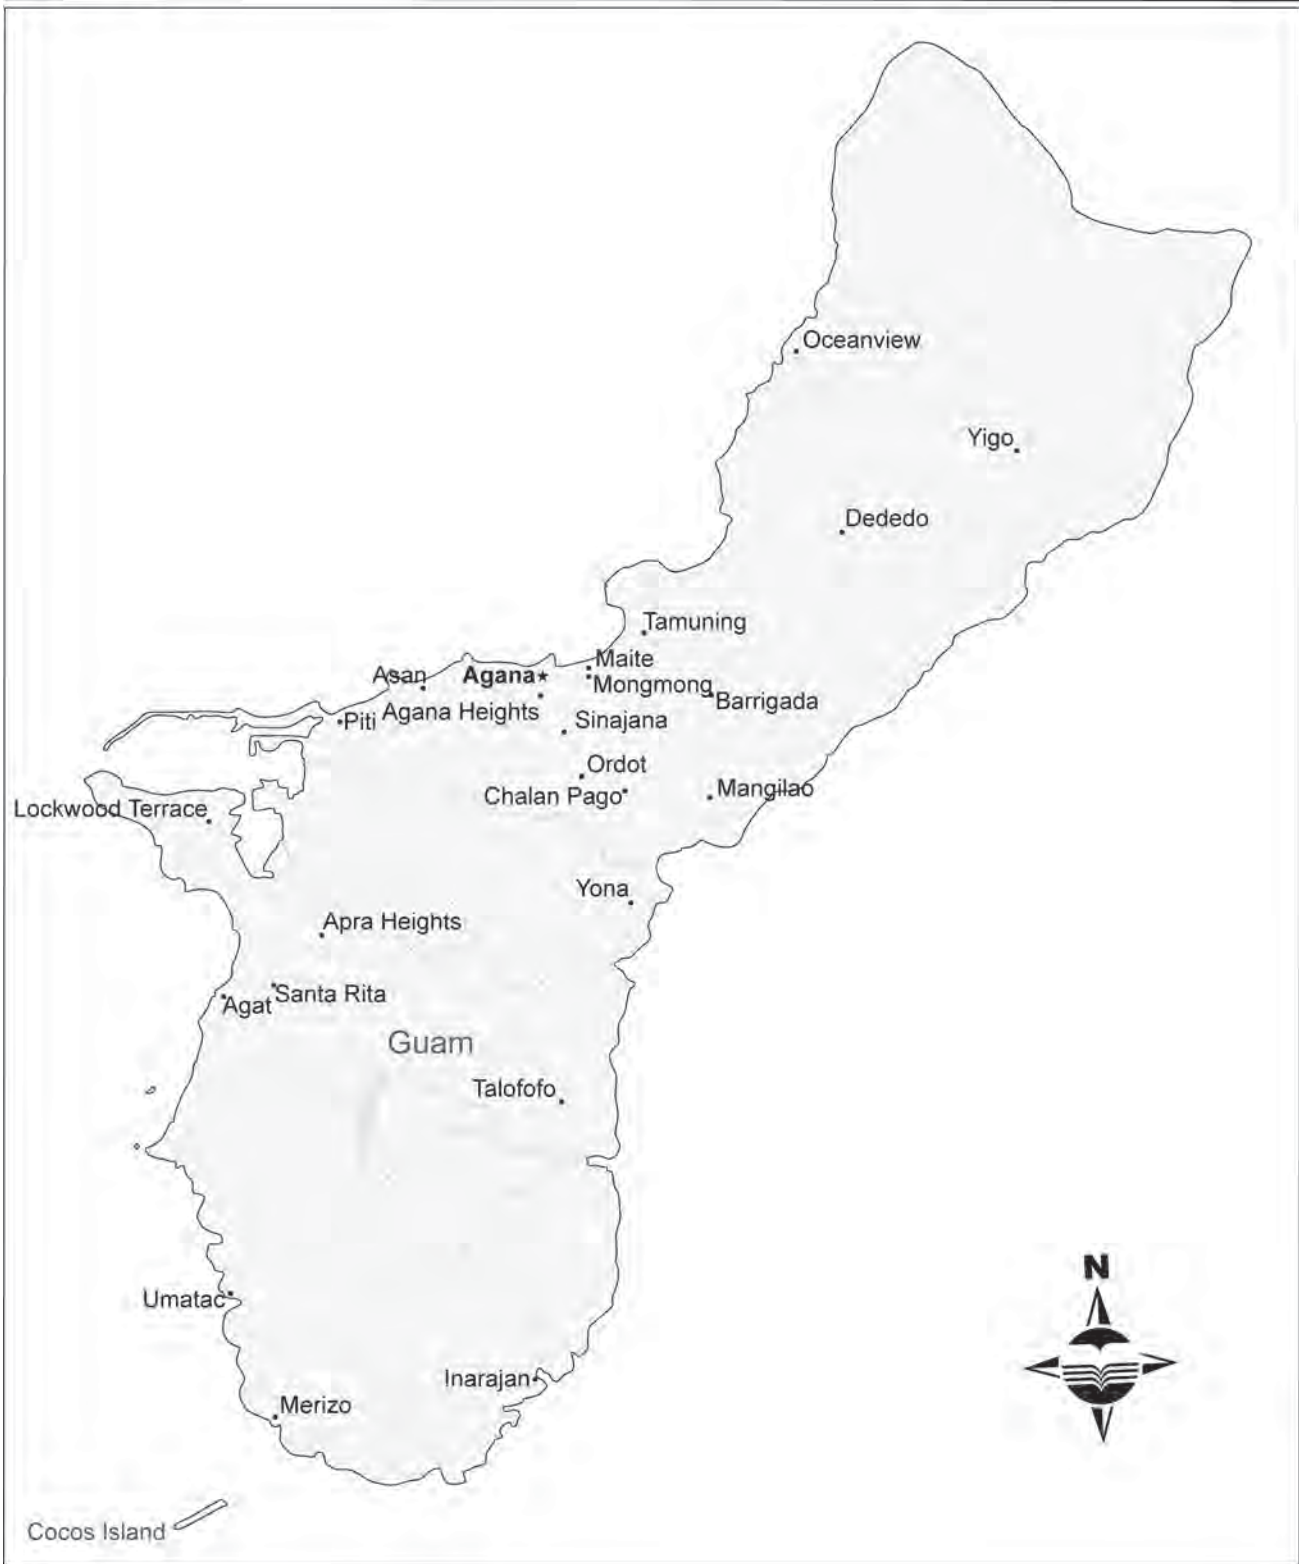 Oceanview
Yigo
Dededo
Tamuning
Maite
Asan
Agana
Mongmong
Barrigada
Piti
Agana Heights
Sinajana
Ordot
Chalan Pago
Mangilao
Lockwood Terrace
Yona
Apra Heights
Santa Rita
Agat
Guam
Talofofo
N
Umatac
Inarajan
Merizo
Cocos Island